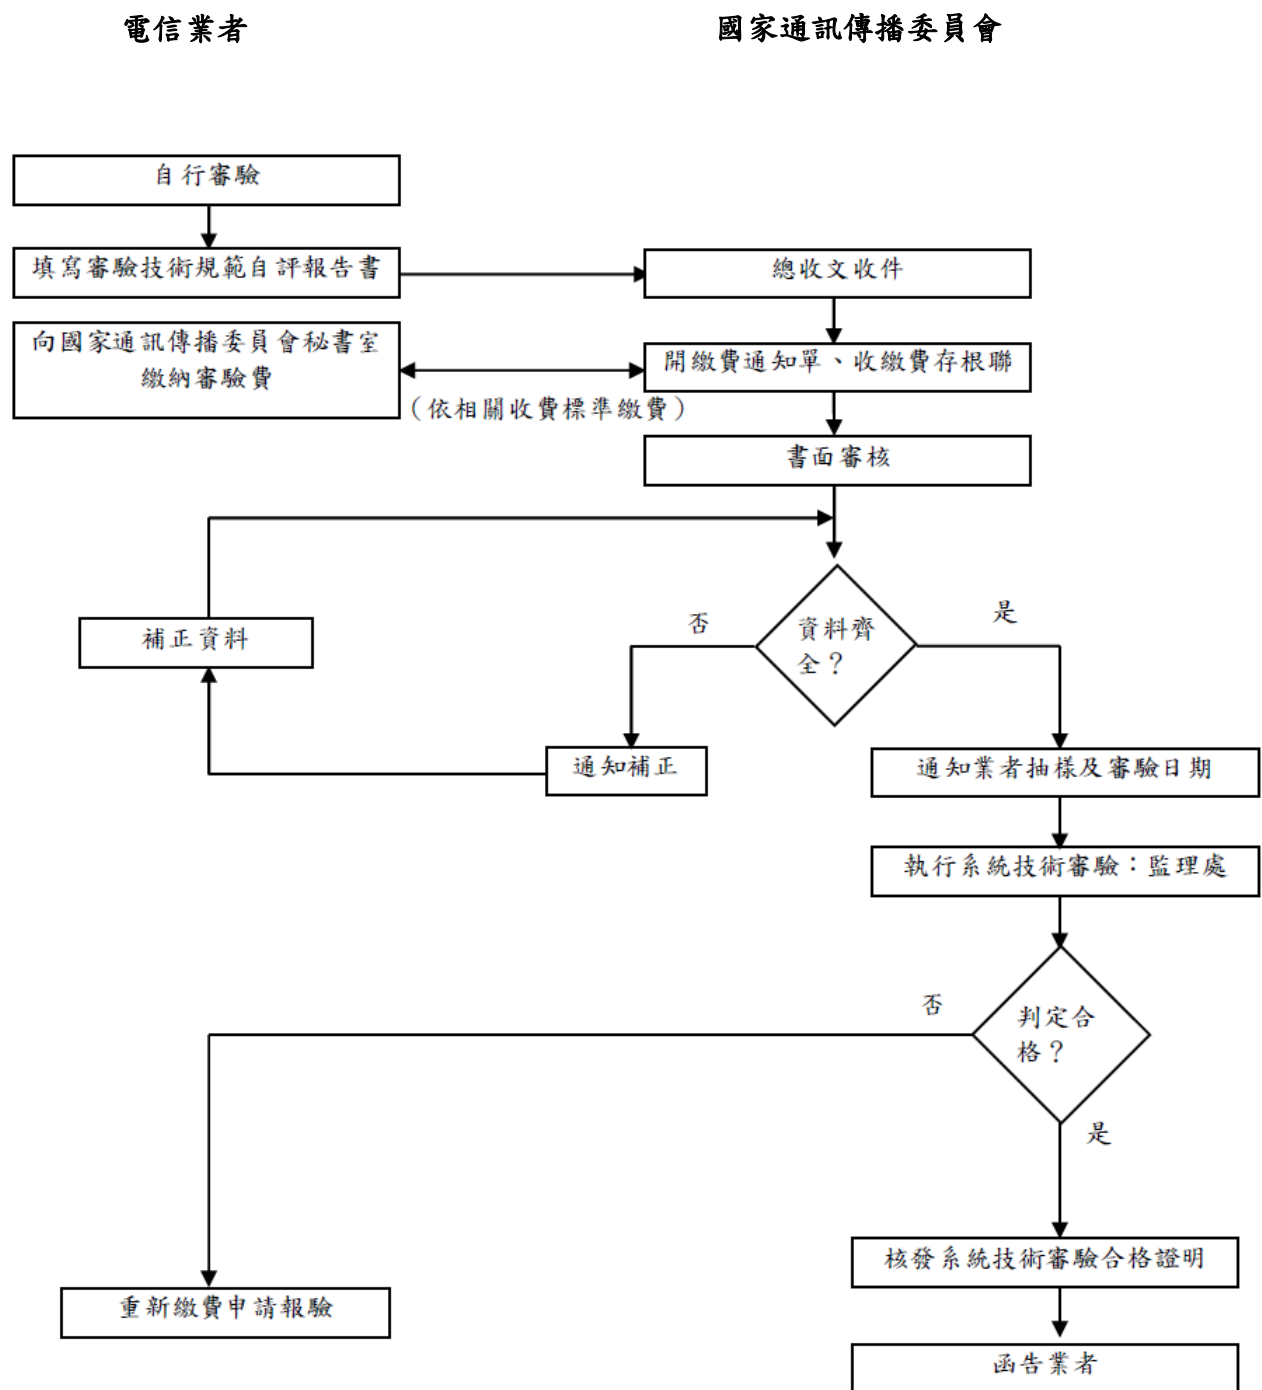 電信業者
國家通訊傳播委員會
自行審驗
填寫審驗技術規範自評報告書
總收文收件
向國家通訊傳播委員會秘書室
繳納審驗費
開繳費通知單、收繳費存根聯
（依相關收費標準繳費）
書面審核
否
是
資料齊
全？
補正資料
通知補正
通知業者抽樣及審驗日期
執行系統技術審驗：監理處
否
判定合
格？
是
核發系統技術審驗合格證明
重新繳費申請報驗
函告業者